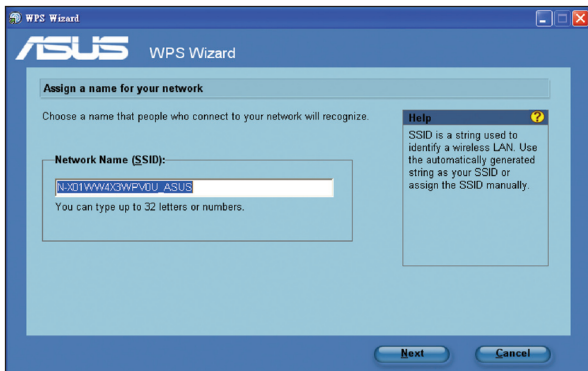 WPS Wizard
ASUS WPS Wizard
Assign a name for your network
Choose a name that people who connect to your network will recognize.
Network Name (SSID):
N-X01WW4X3WPV0U_ASUS
You can type up to 32 letters or numbers.
Help ?
SSID is a string used to
identify a wireless LAN. Use
the automatically generated
string as your SSID or
assign the SSID manually.
Next Cancel